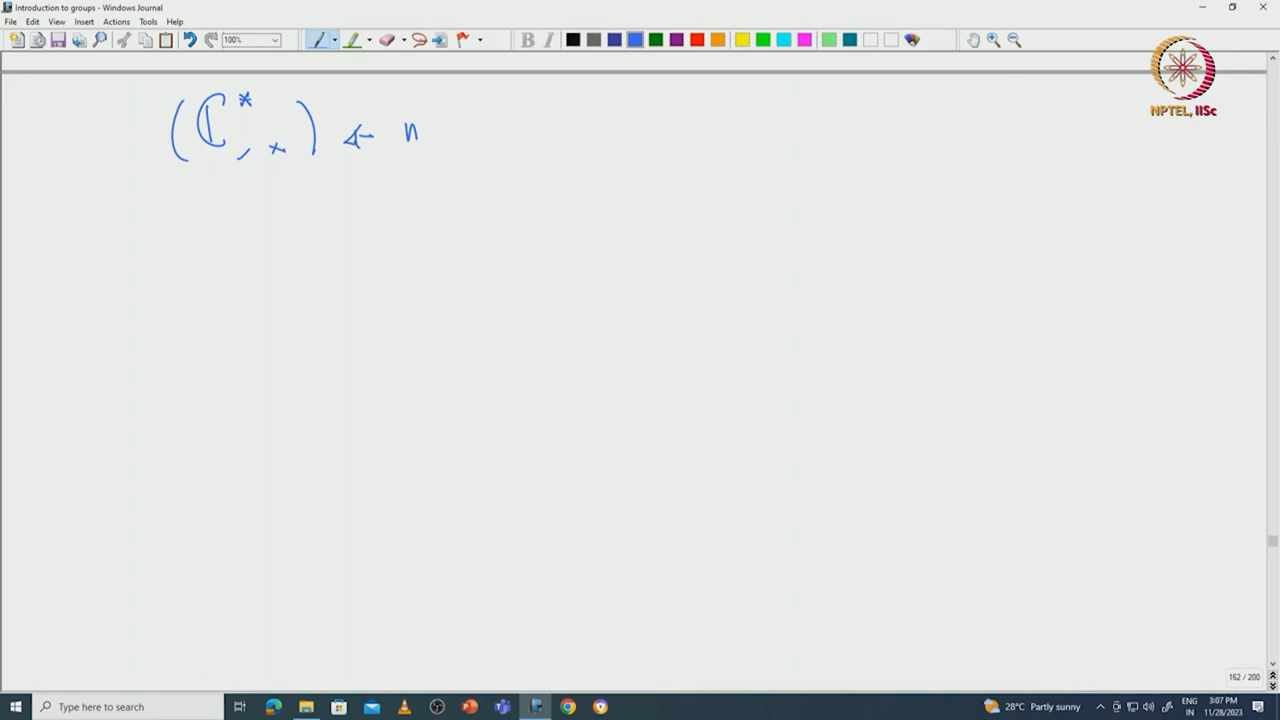 Introduction to groups - Windows Journal
File Edit View Insert Actions Tools Help
100%
B I
NPTEL, IISc
(ℂ*, ×) ← n
162 / 200
Type here to search
28°C Partly sunny
ENG
IN
3:07 PM
11/28/2023